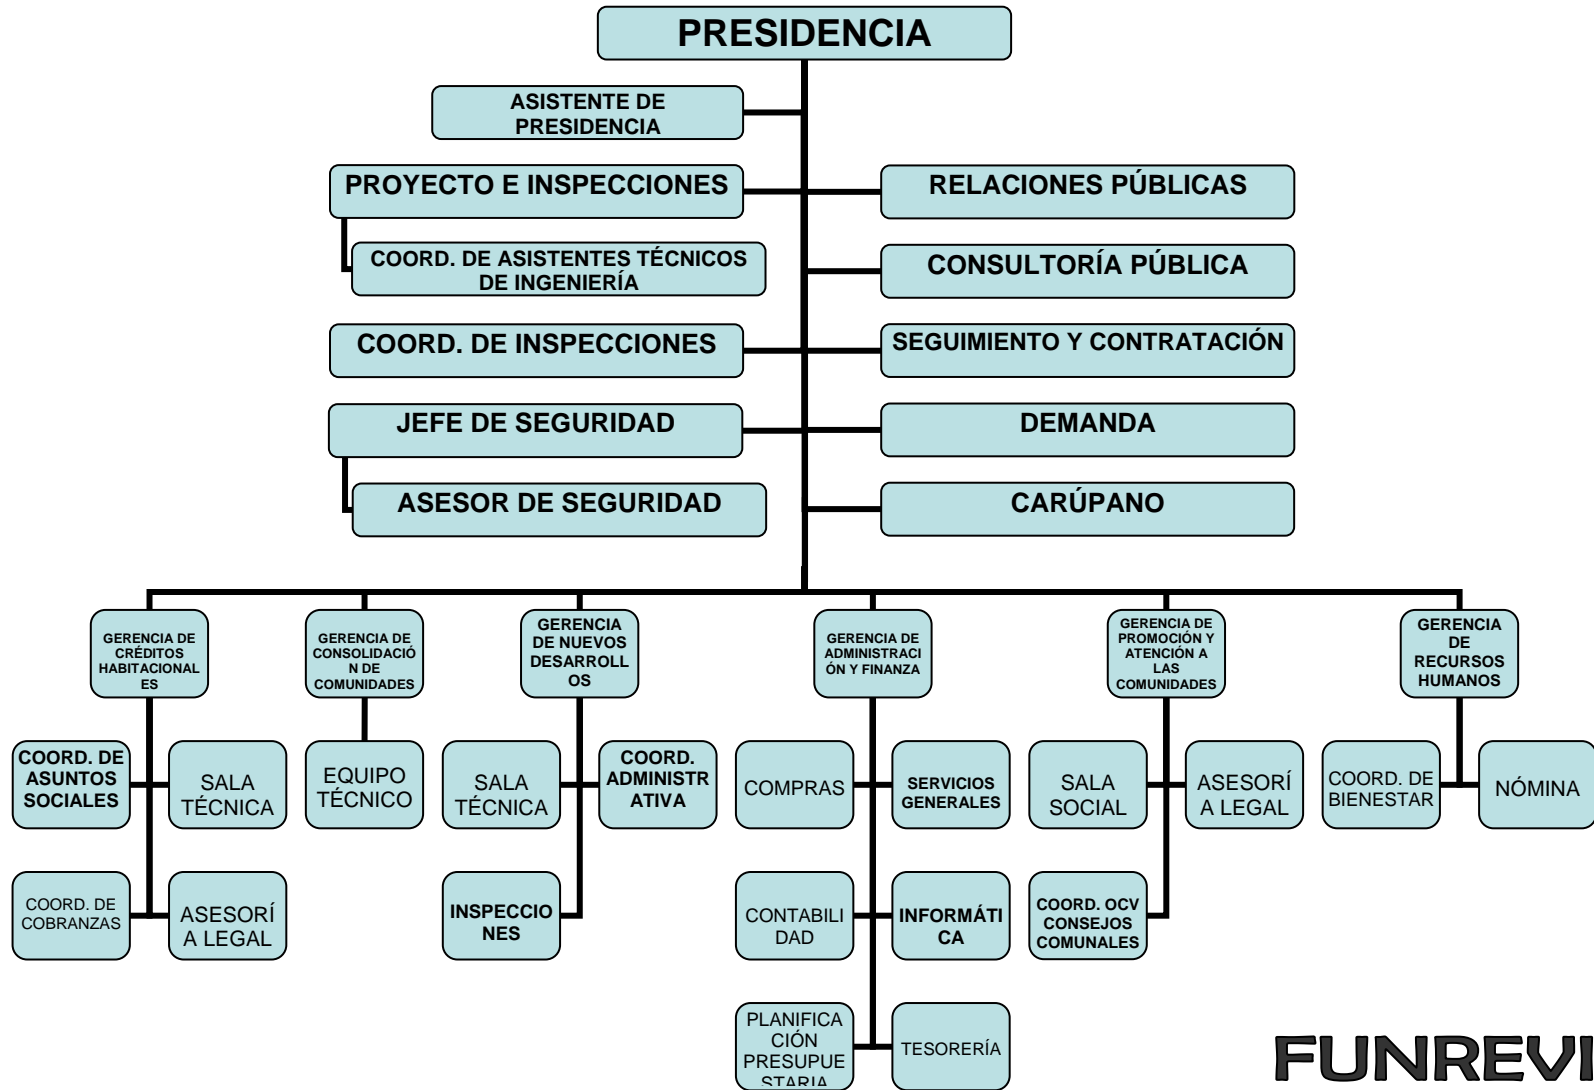 PRESIDENCIA
ASISTENTE DE
PRESIDENCIA
PROYECTO E INSPECCIONES
RELACIONES PÚBLICAS
COORD. DE ASISTENTES TÉCNICOS
DE INGENIERÍA
CONSULTORÍA PÚBLICA
COORD. DE INSPECCIONES
SEGUIMIENTO Y CONTRATACIÓN
JEFE DE SEGURIDAD
DEMANDA
ASESOR DE SEGURIDAD
CARÚPANO
GERENCIA DE
CRÉDITOS
HABITACIONAL
ES
GERENCIA DE
CONSOLIDACIÓ
N DE
COMUNIDADES
GERENCIA
DE NUEVOS
DESARROLL
OS
GERENCIA DE
ADMINISTRACI
ÓN Y FINANZA
GERENCIA DE
PROMOCIÓN Y
ATENCIÓN A
LAS
COMUNIDADES
GERENCIA
DE
RECURSOS
HUMANOS
COORD. DE
ASUNTOS
SOCIALES
SALA
TÉCNICA
EQUIPO
TÉCNICO
SALA
TÉCNICA
COORD.
ADMINISTR
ATIVA
COMPRAS
SERVICIOS
GENERALES
SALA
SOCIAL
ASESORÍ
A LEGAL
COORD. DE
BIENESTAR
NÓMINA
COORD. DE
COBRANZAS
ASESORÍ
A LEGAL
INSPECCIO
NES
CONTABILI
DAD
INFORMÁTI
CA
COORD. OCV
CONSEJOS
COMUNALES
PLANIFICA
CIÓN
PRESUPUE
STARIA
TESORERÍA
FUNREVI